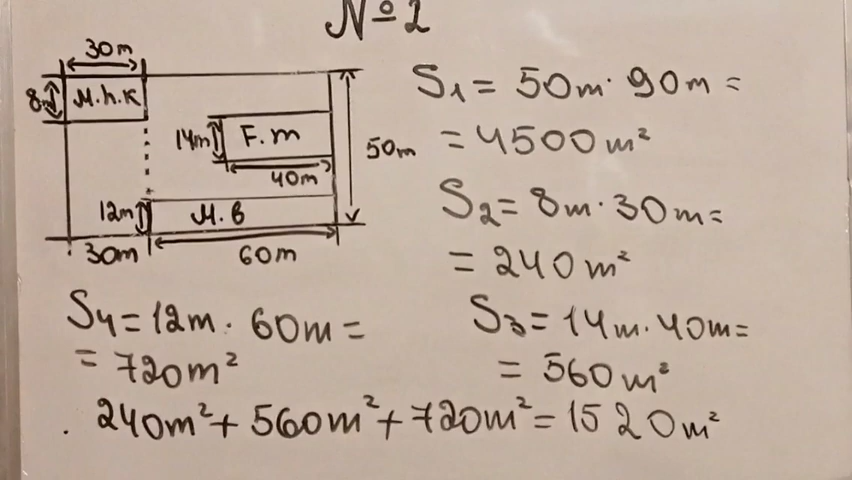 №2
30m
8m
M.h.K
14m
F.m
40m
50m
12m
M.B
30m
60m
S₁ = 50m · 90m =
= 4500m²
S₂ = 8m · 30m =
= 240m²
S₄ = 12m · 60m =
= 720m²
S₃ = 14m · 40m =
= 560m²
. 240m² + 560m² + 720m² = 1520m²